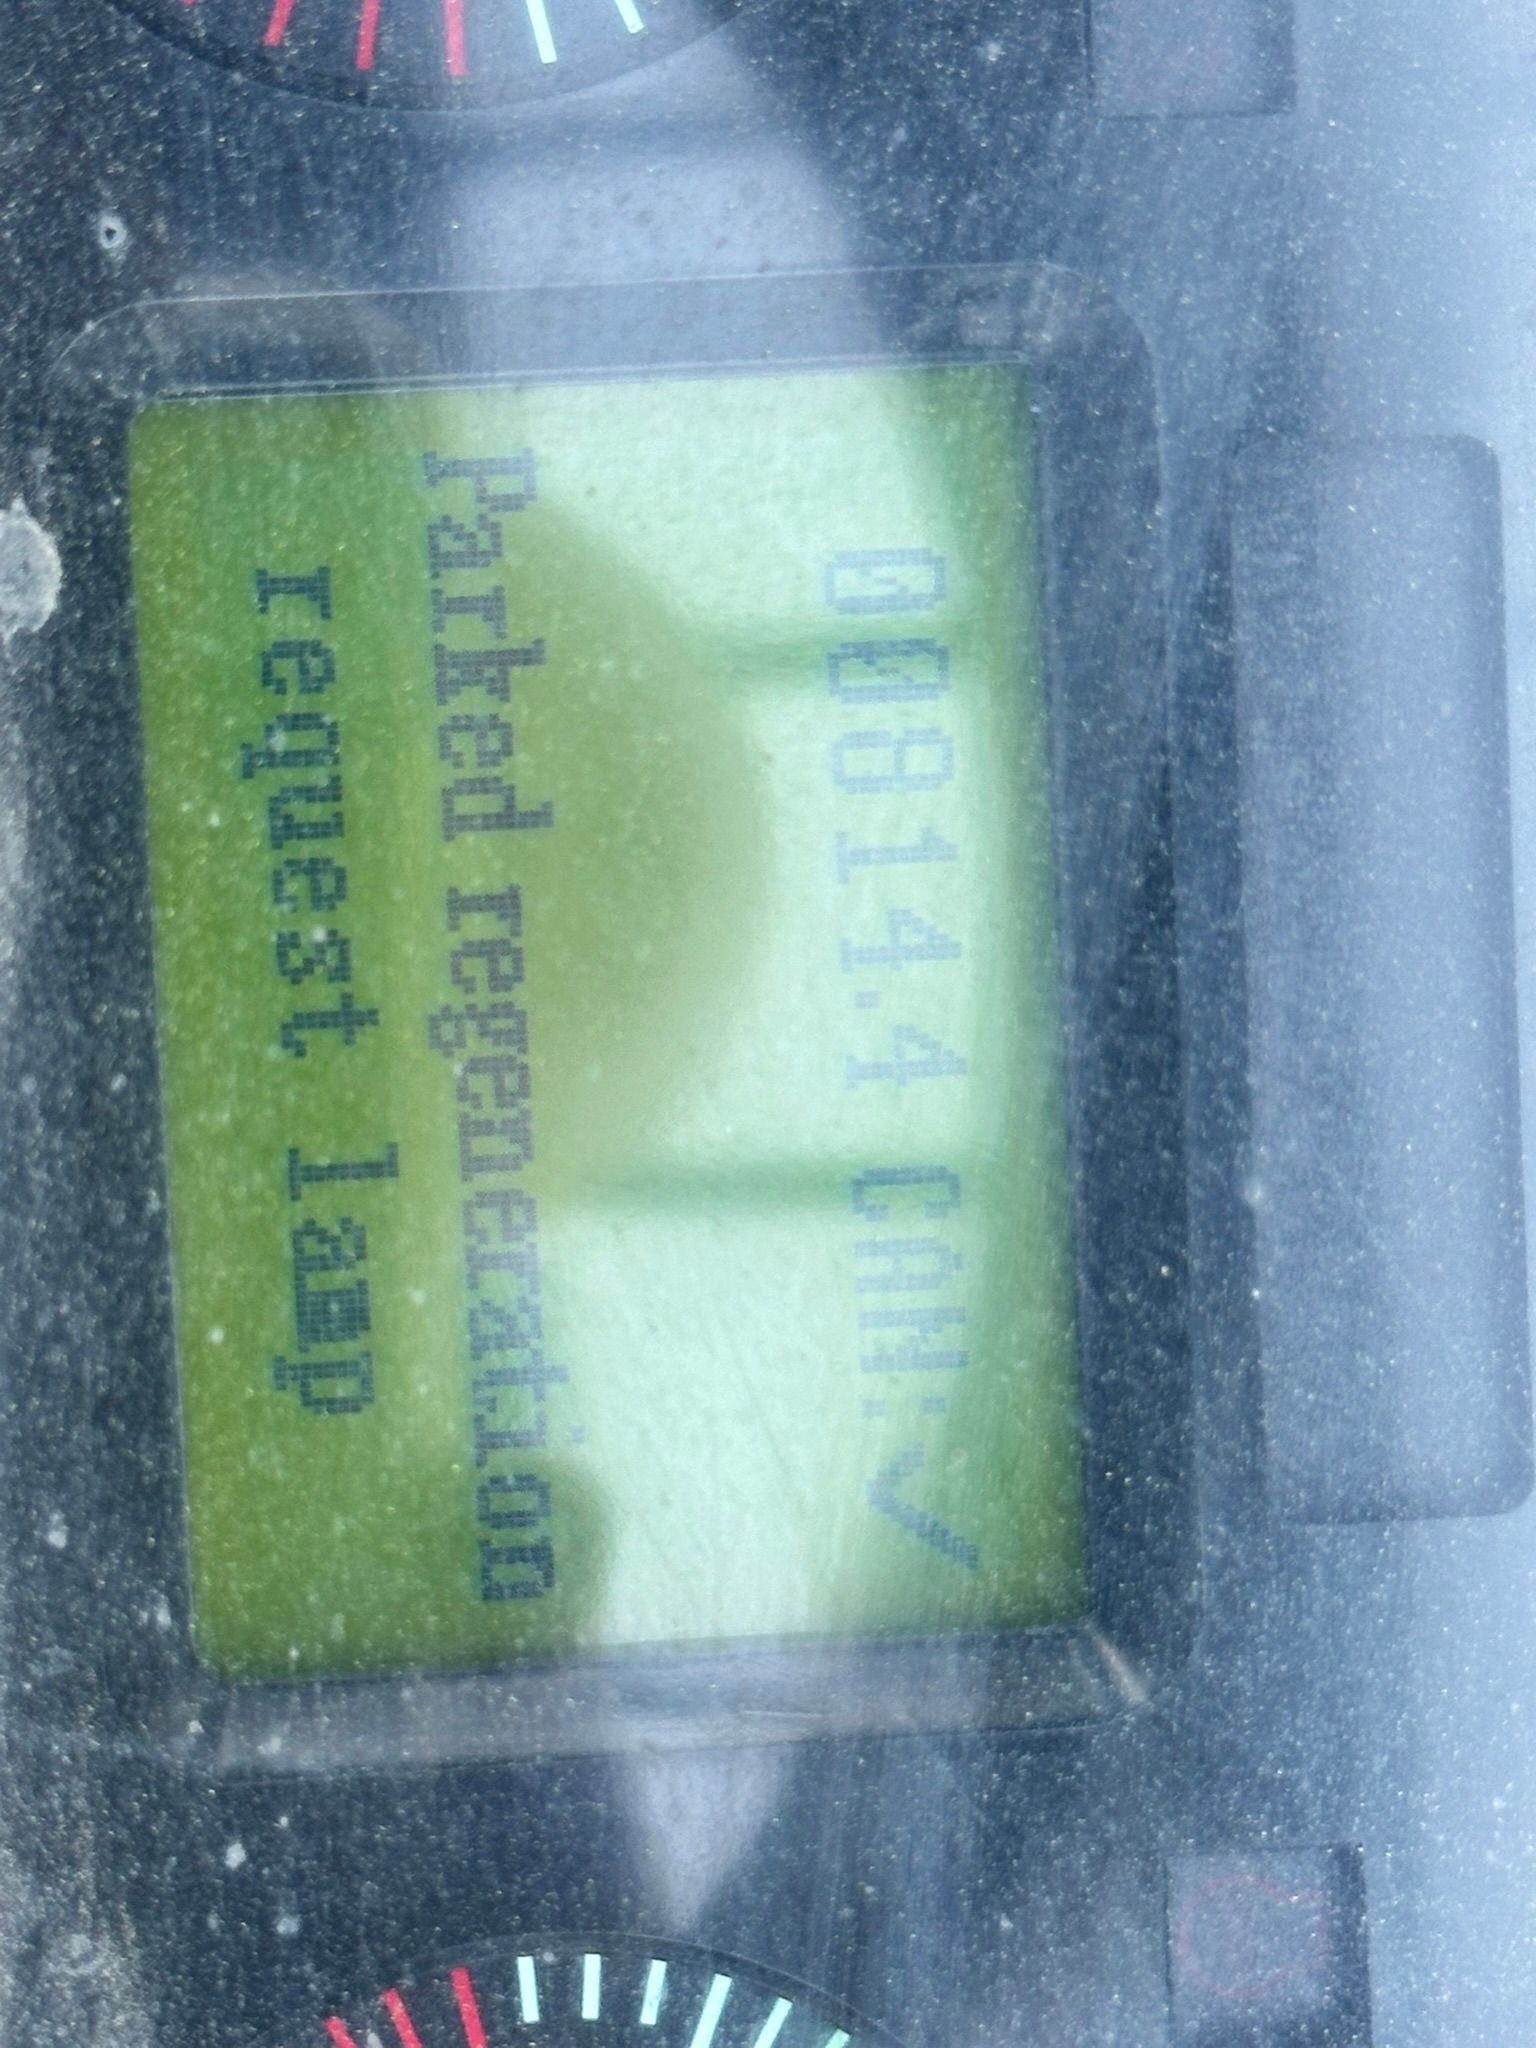 00814.4 CAN:✓
Parked regeneration
request lamp